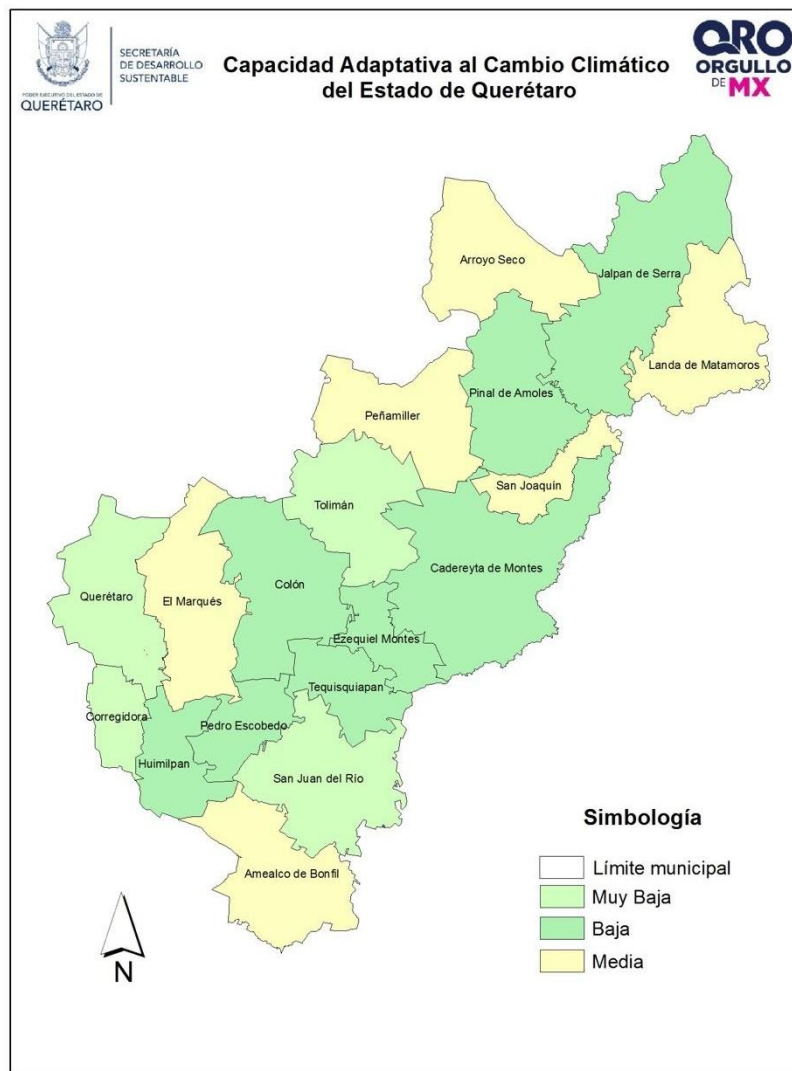 SECRETARÍA
DE DESARROLLO
SUSTENTABLE
PODER EJECUTIVO DEL ESTADO DE
QUERÉTARO
Capacidad Adaptativa al Cambio Climático
del Estado de Querétaro
QRO
ORGULLO
DE MX
Arroyo Seco
Jalpan de Serra
Landa de Matamoros
Pinal de Amoles
Peñamiller
San Joaquín
Tolimán
Cadereyta de Montes
Colón
Querétaro
El Marqués
Ezequiel Montes
Tequisquiapan
Corregidora
Pedro Escobedo
Huimilpan
San Juan del Río
Amealco de Bonfil
Simbología
Límite municipal
Muy Baja
Baja
Media
N